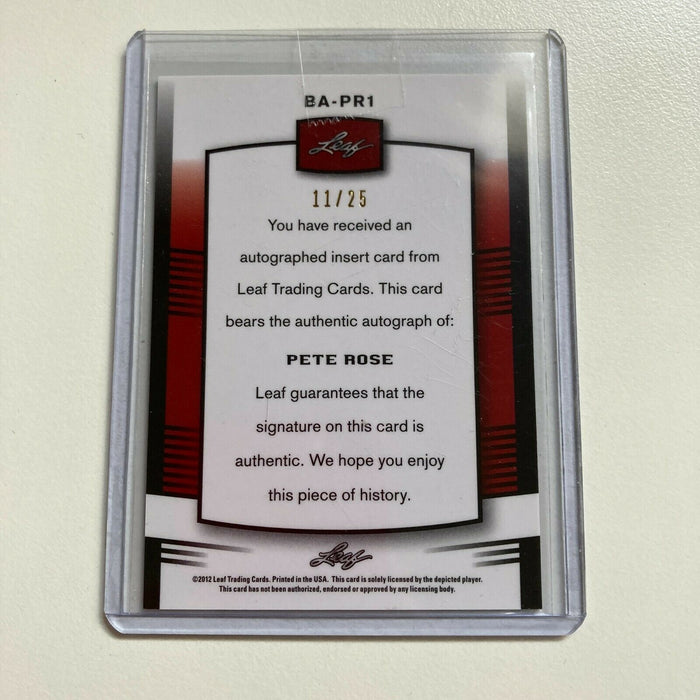 BA-PR1
Leaf
11/25
You have received an
autographed insert card from
Leaf Trading Cards. This card
bears the authentic autograph of:
PETE ROSE
Leaf guarantees that the
signature on this card is
authentic. We hope you enjoy
this piece of history.
Leaf
©2012 Leaf Trading Cards. Printed in the USA. This card is solely licensed by the depicted player.
This card has not been authorized, endorsed or approved by any licensing body.